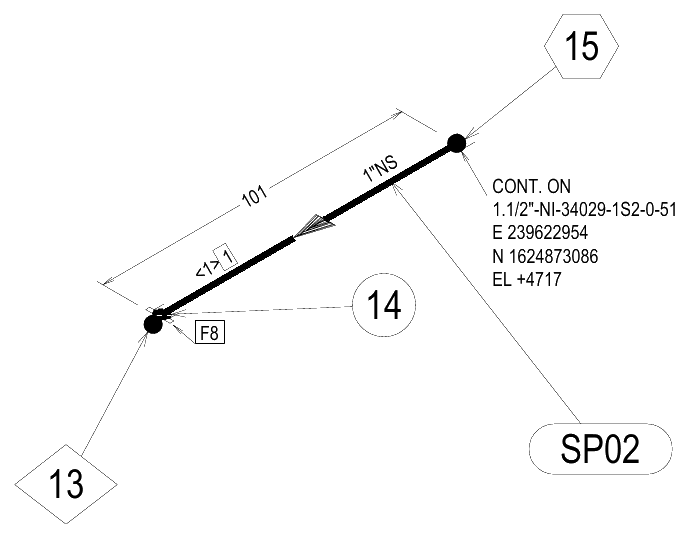 15
1"NS
101
CONT. ON
1.1/2"-NI-34029-1S2-0-51
E 239622954
N 1624873086
EL +4717
<1> 1
14
F8
SP02
13